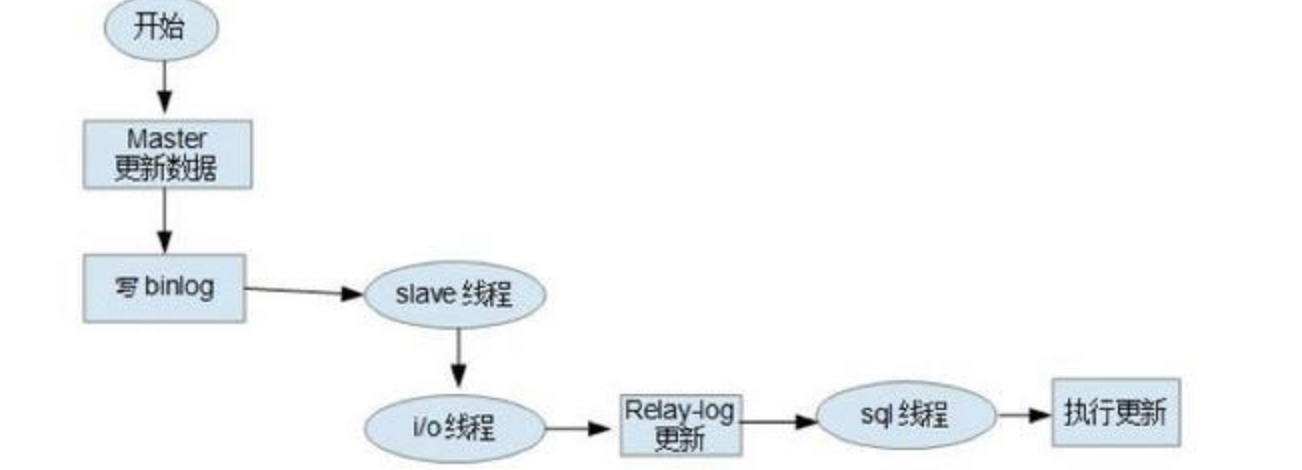 开始
Master
更新数据
写 binlog
slave 线程
i/o 线程
Relay-log
更新
sql 线程
执行更新